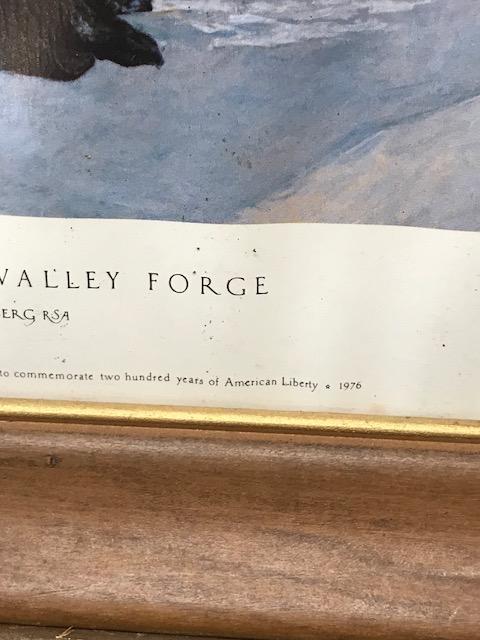 VALLEY FORGE
ERG RSA
to commemorate two hundred years of American Liberty ★ 1976